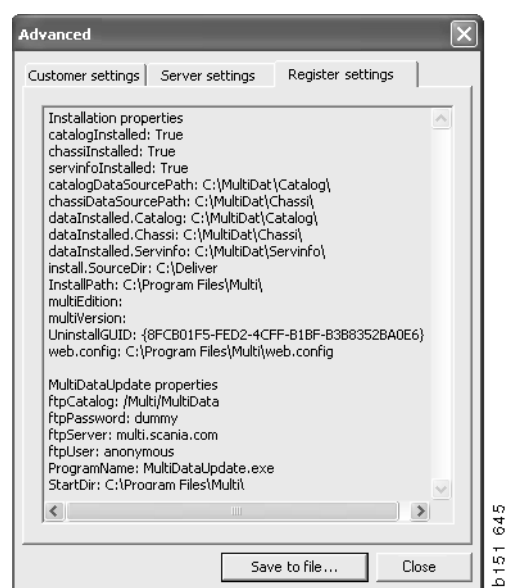 Advanced
Customer settings
Server settings
Register settings
Installation properties
catalogInstalled: True
chassiInstalled: True
servinfoInstalled: True
catalogDataSourcePath: C:\MultiDat\Catalog\
chassiDataSourcePath: C:\MultiDat\Chassi\
dataInstalled.Catalog: C:\MultiDat\Catalog\
dataInstalled.Chassi: C:\MultiDat\Chassi\
dataInstalled.Servinfo: C:\MultiDat\Servinfo\
install.SourceDir: C:\Deliver
InstallPath: C:\Program Files\Multi\
multiEdition:
multiVersion:
UninstallGUID: {8FCB01F5-FED2-4CFF-B1BF-B3B8352BA0E6}
web.config: C:\Program Files\Multi\web.config
MultiDataUpdate properties
ftpCatalog: /Multi/MultiData
ftpPassword: dummy
ftpServer: multi.scania.com
ftpUser: anonymous
ProgramName: MultiDataUpdate.exe
StartDir: C:\Program Files\Multi\
Save to file...
Close
b151 645